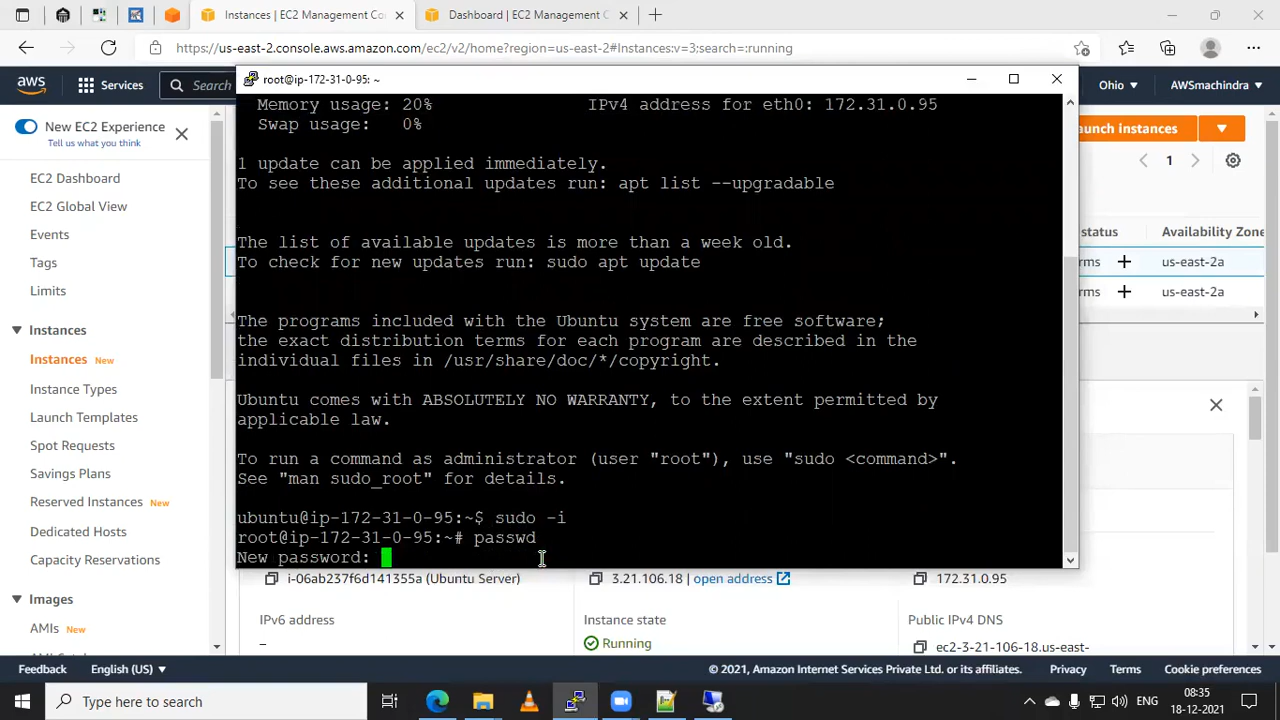 Instances | EC2 Management Co
Dashboard | EC2 Management C
https://us-east-2.console.aws.amazon.com/ec2/v2/home?region=us-east-2#Instances:v=3;search=:running
aws
Services
Search
Ohio
AWSmachindra
New EC2 Experience
Tell us what you think
EC2 Dashboard
EC2 Global View
Events
Tags
Limits
Instances
Instances New
Instance Types
Launch Templates
Spot Requests
Savings Plans
Reserved Instances New
Dedicated Hosts
Images
AMIs New
root@ip-172-31-0-95: ~
Memory usage: 20% IPv4 address for eth0: 172.31.0.95
Swap usage: 0%
1 update can be applied immediately.
To see these additional updates run: apt list --upgradable
The list of available updates is more than a week old.
To check for new updates run: sudo apt update
The programs included with the Ubuntu system are free software;
the exact distribution terms for each program are described in the
individual files in /usr/share/doc/*/copyright.
Ubuntu comes with ABSOLUTELY NO WARRANTY, to the extent permitted by
applicable law.
To run a command as administrator (user "root"), use "sudo <command>".
See "man sudo_root" for details.
ubuntu@ip-172-31-0-95:~$ sudo -i
root@ip-172-31-0-95:~# passwd
New password:
aunch instances
1
status Availability Zone
rms us-east-2a
rms us-east-2a
i-06ab237f6d141355a (Ubuntu Server)
3.21.106.18 | open address
172.31.0.95
IPv6 address
Instance state
Public IPv4 DNS
–
Running
ec2-3-21-106-18.us-east-
Feedback English (US)
© 2021, Amazon Internet Services Private Ltd. or its affiliates. Privacy Terms Cookie preferences
Type here to search
ENG
08:35
18-12-2021